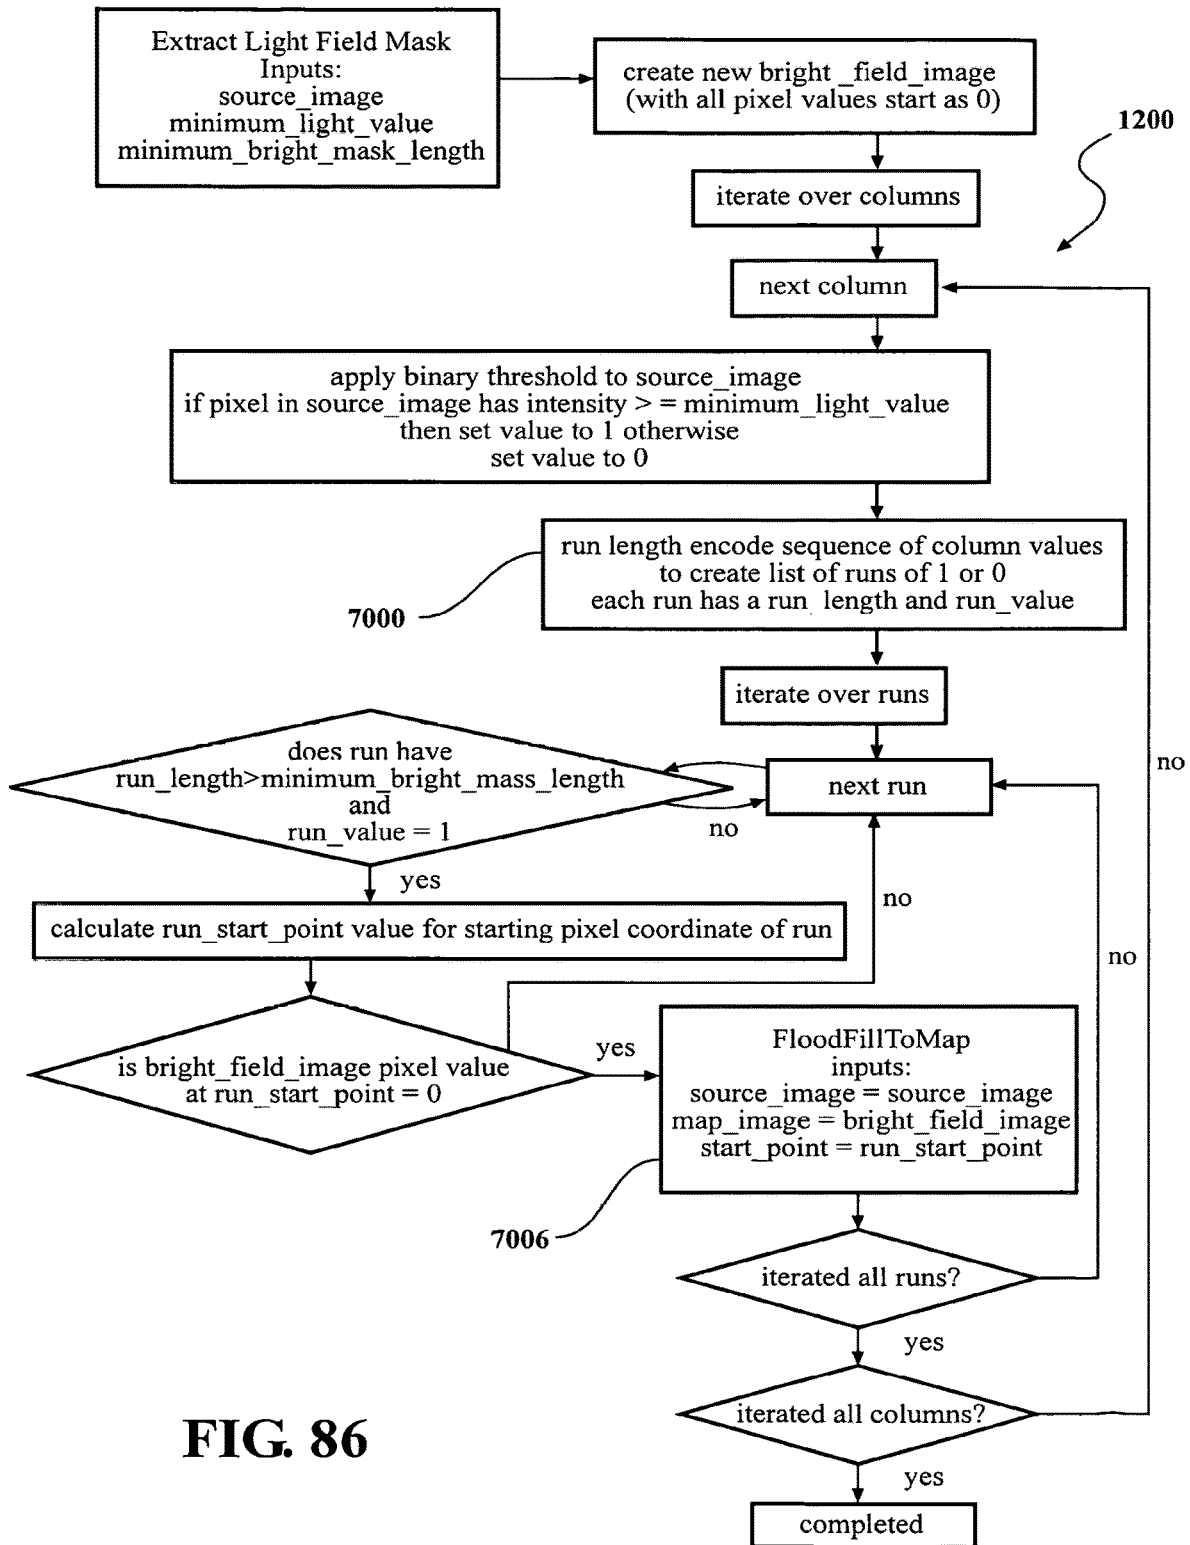 Extract Light Field Mask
Inputs:
source_image
minimum_light_value
minimum_bright_mask_length
create new bright _field_image
(with all pixel values start as 0)
1200
iterate over columns
next column
apply binary threshold to source_image
if pixel in source_image has intensity > = minimum_light_value
then set value to 1 otherwise
set value to 0
run length encode sequence of column values
to create list of runs of 1 or 0
each run has a run_length and run_value
7000
iterate over runs
does run have
run_length>minimum_bright_mass_length
and
run_value = 1
next run
no
no
yes
no
no
calculate run_start_point value for starting pixel coordinate of run
is bright_field_image pixel value
at run_start_point = 0
yes
FloodFillToMap
inputs:
source_image = source_image
map_image = bright_field_image
start_point = run_start_point
7006
iterated all runs?
yes
iterated all columns?
yes
completed
FIG. 86